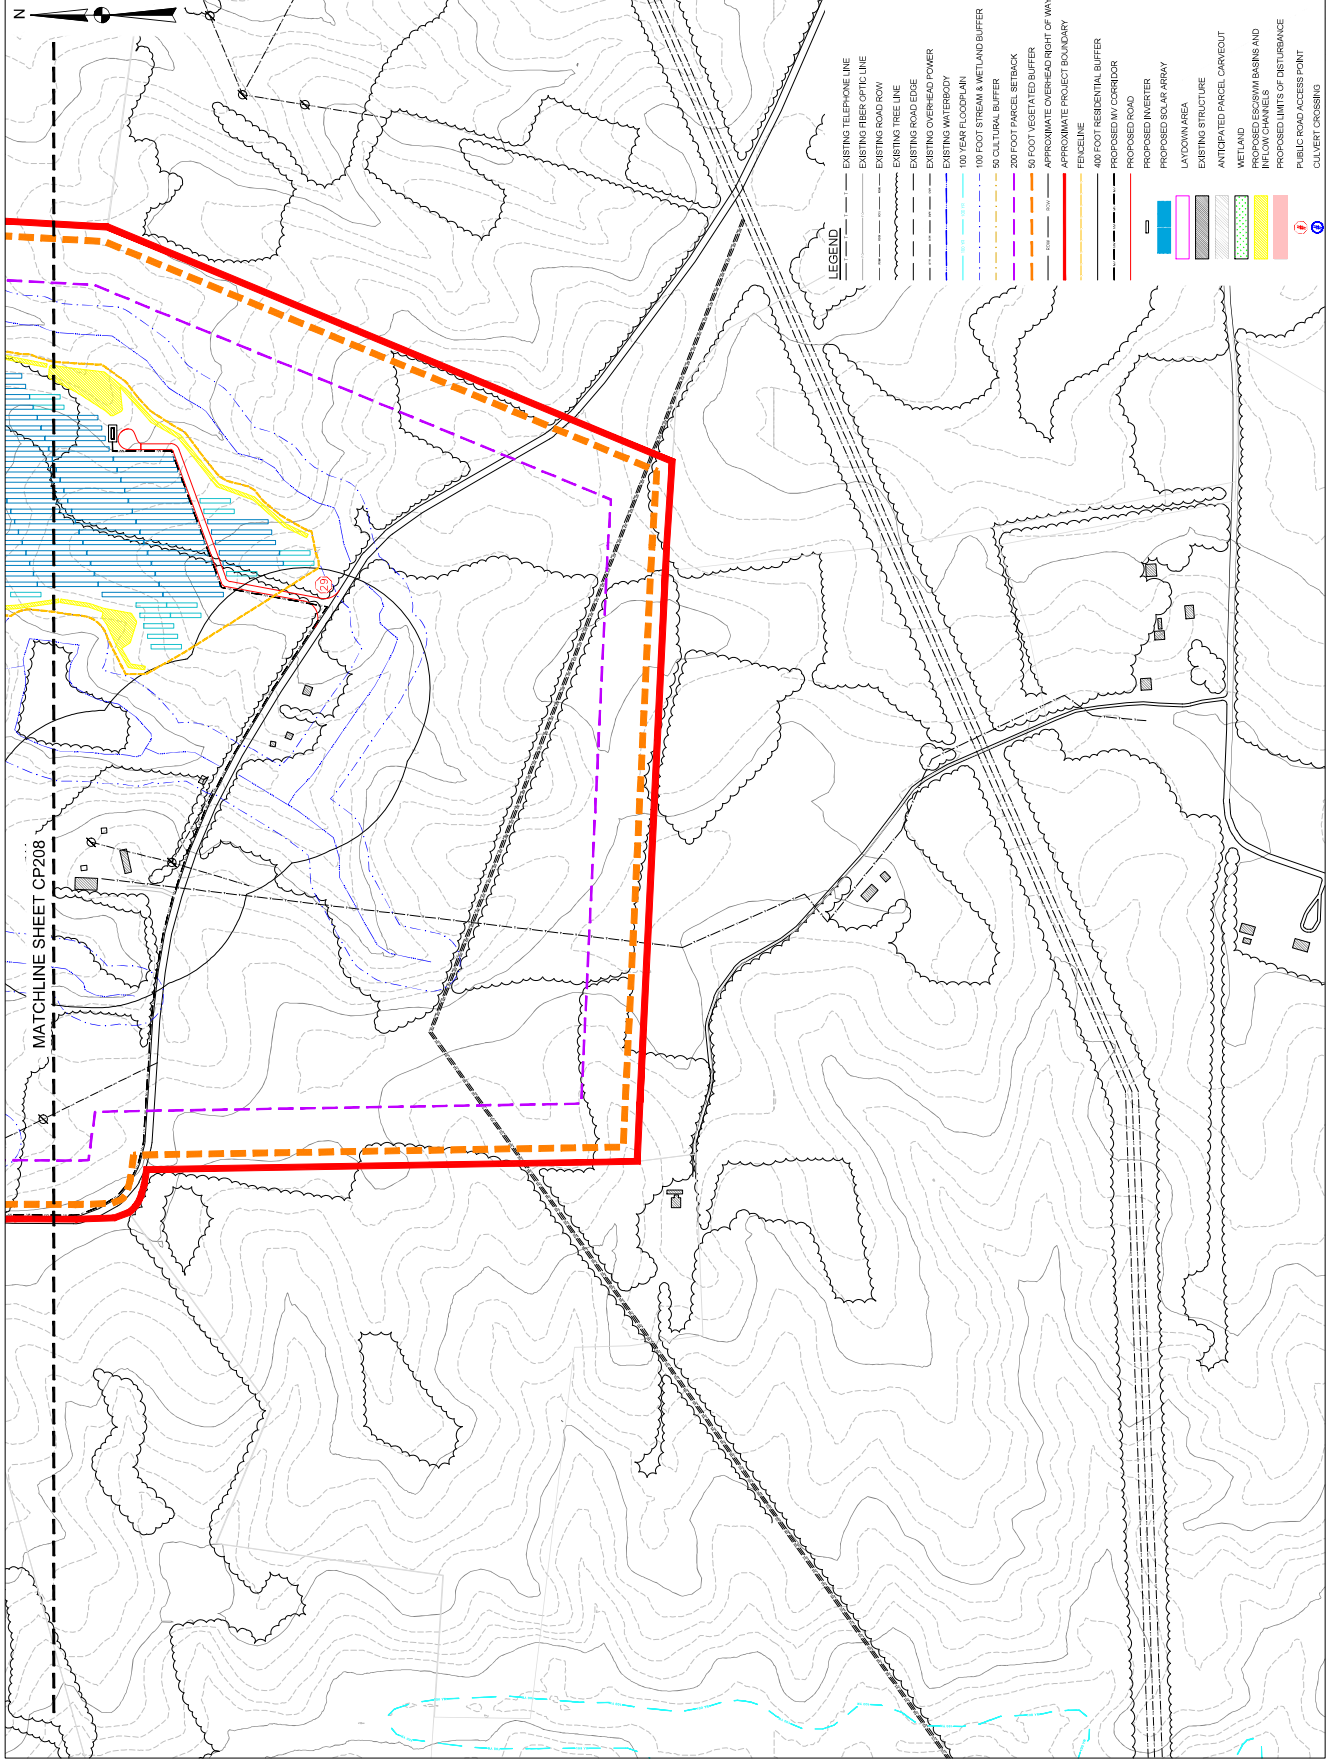 N
MATCHLINE SHEET CP208
29
LEGEND
EXISTING TELEPHONE LINE
EXISTING FIBER OPTIC LINE
EXISTING ROAD ROW
EXISTING TREE LINE
EXISTING ROAD EDGE
EXISTING OVERHEAD POWER
EXISTING WATERBODY
100 YEAR FLOODPLAIN
100 FOOT STREAM & WETLAND BUFFER
50 CULTURAL BUFFER
200 FOOT PARCEL SETBACK
50 FOOT VEGETATED BUFFER
ROW ROW APPROXIMATE OVERHEAD RIGHT OF WAY
APPROXIMATE PROJECT BOUNDARY
FENCELINE
400 FOOT RESIDENTIAL BUFFER
PROPOSED MV CORRIDOR
PROPOSED ROAD
PROPOSED INVERTER
PROPOSED SOLAR ARRAY
LAYDOWN AREA
EXISTING STRUCTURE
ANTICIPATED PARCEL CARVEOUT
WETLAND
PROPOSED ESC/SWM BASINS AND
INFLOW CHANNELS
PROPOSED LIMITS OF DISTURBANCE
# PUBLIC ROAD ACCESS POINT
# CULVERT CROSSING